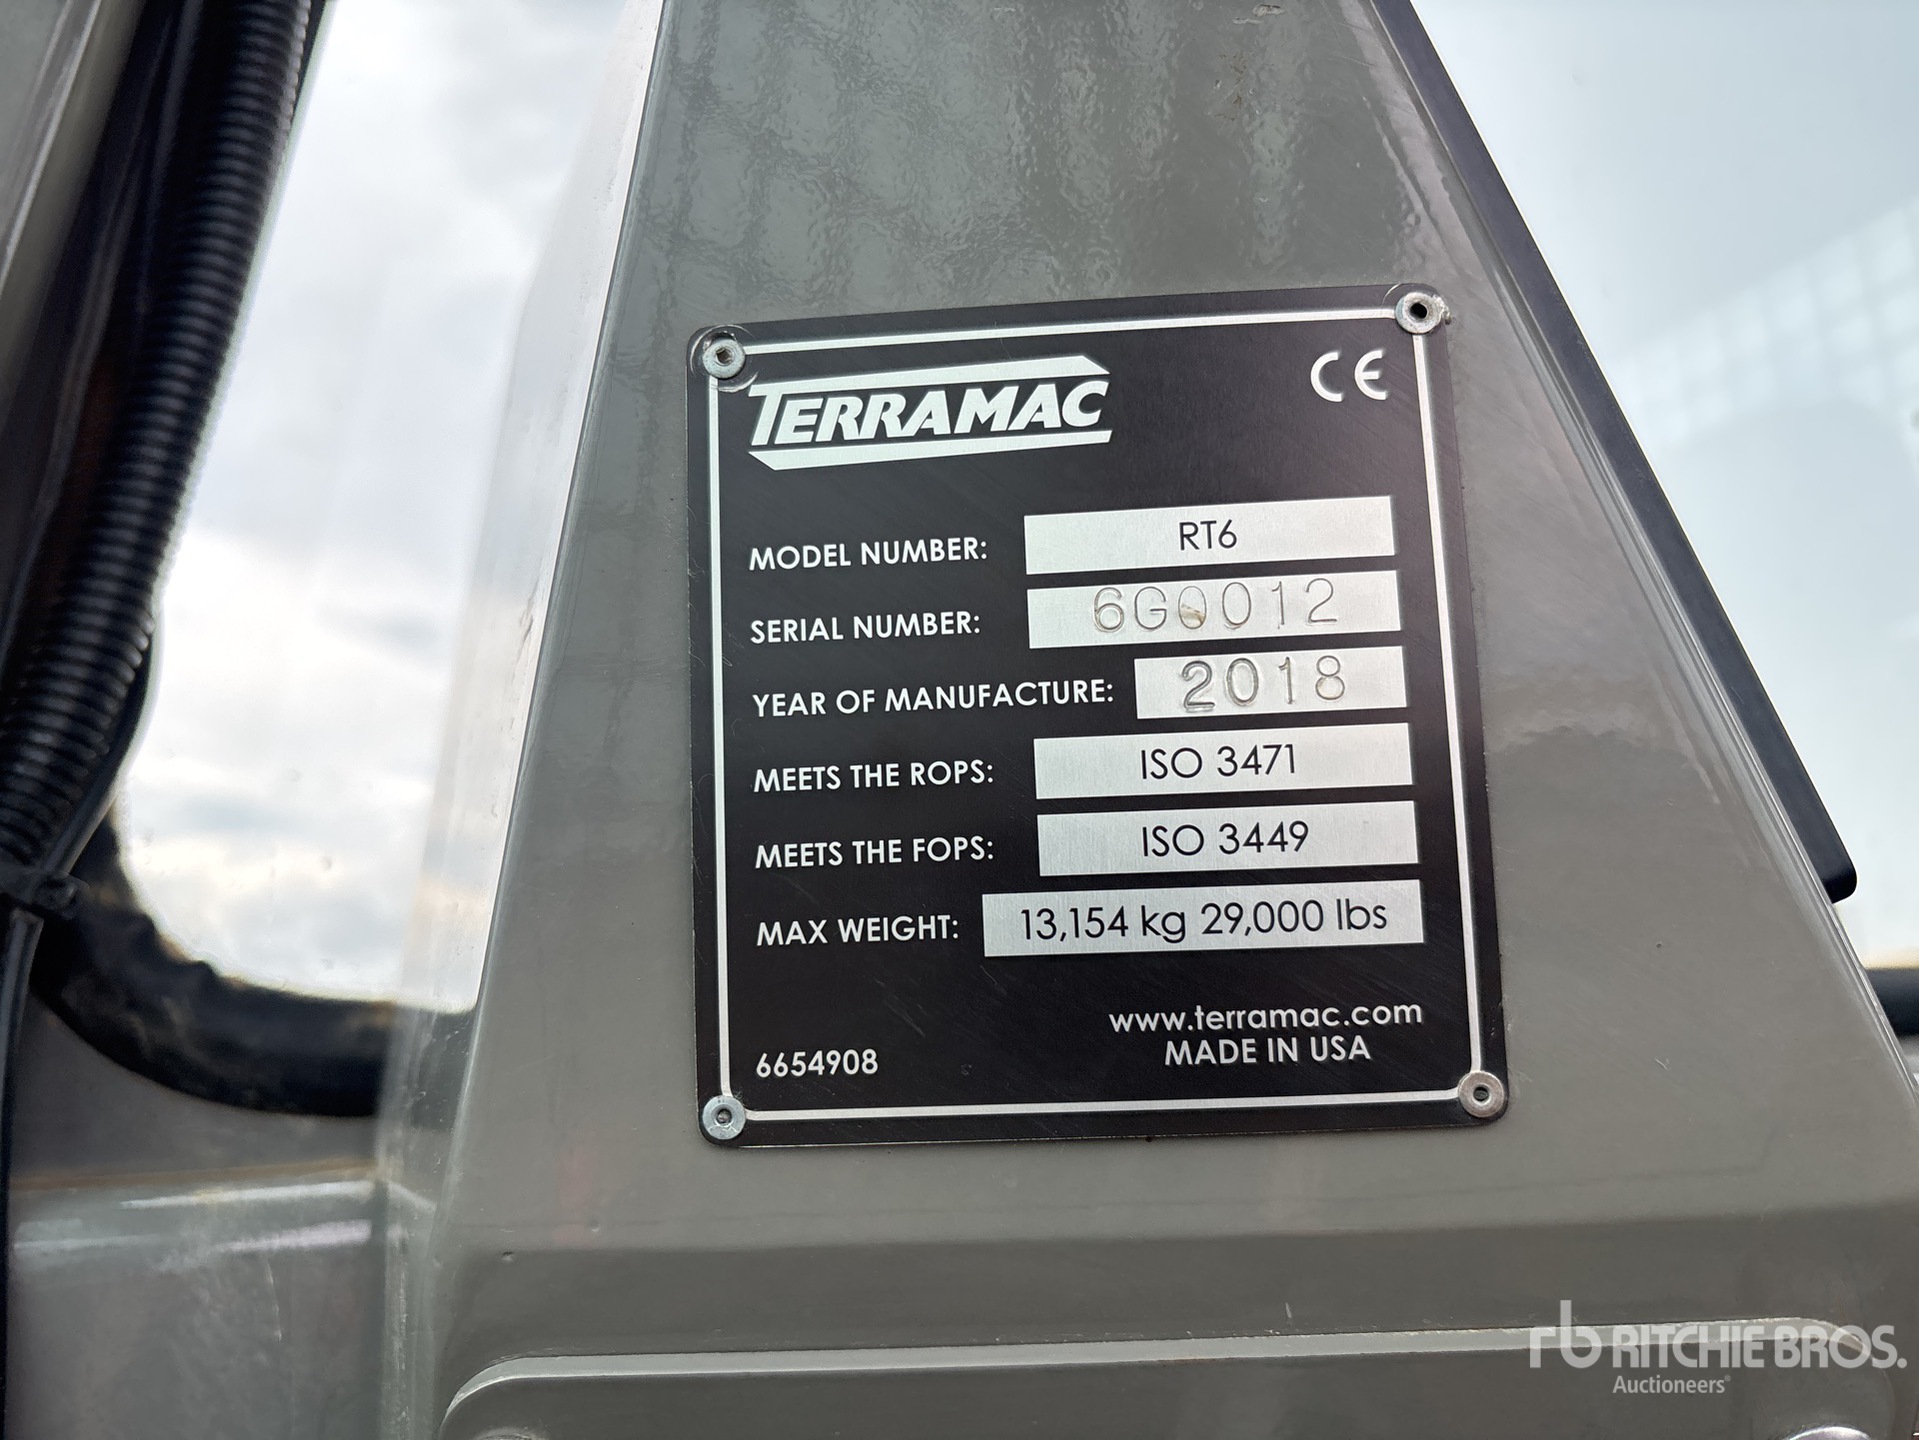 TERRAMAC
CE
MODEL NUMBER: RT6
SERIAL NUMBER: 6G0012
YEAR OF MANUFACTURE: 2018
MEETS THE ROPS: ISO 3471
MEETS THE FOPS: ISO 3449
MAX WEIGHT: 13,154 kg 29,000 lbs
www.terramac.com
6654908 MADE IN USA
rb RITCHIE BROS.
Auctioneers®